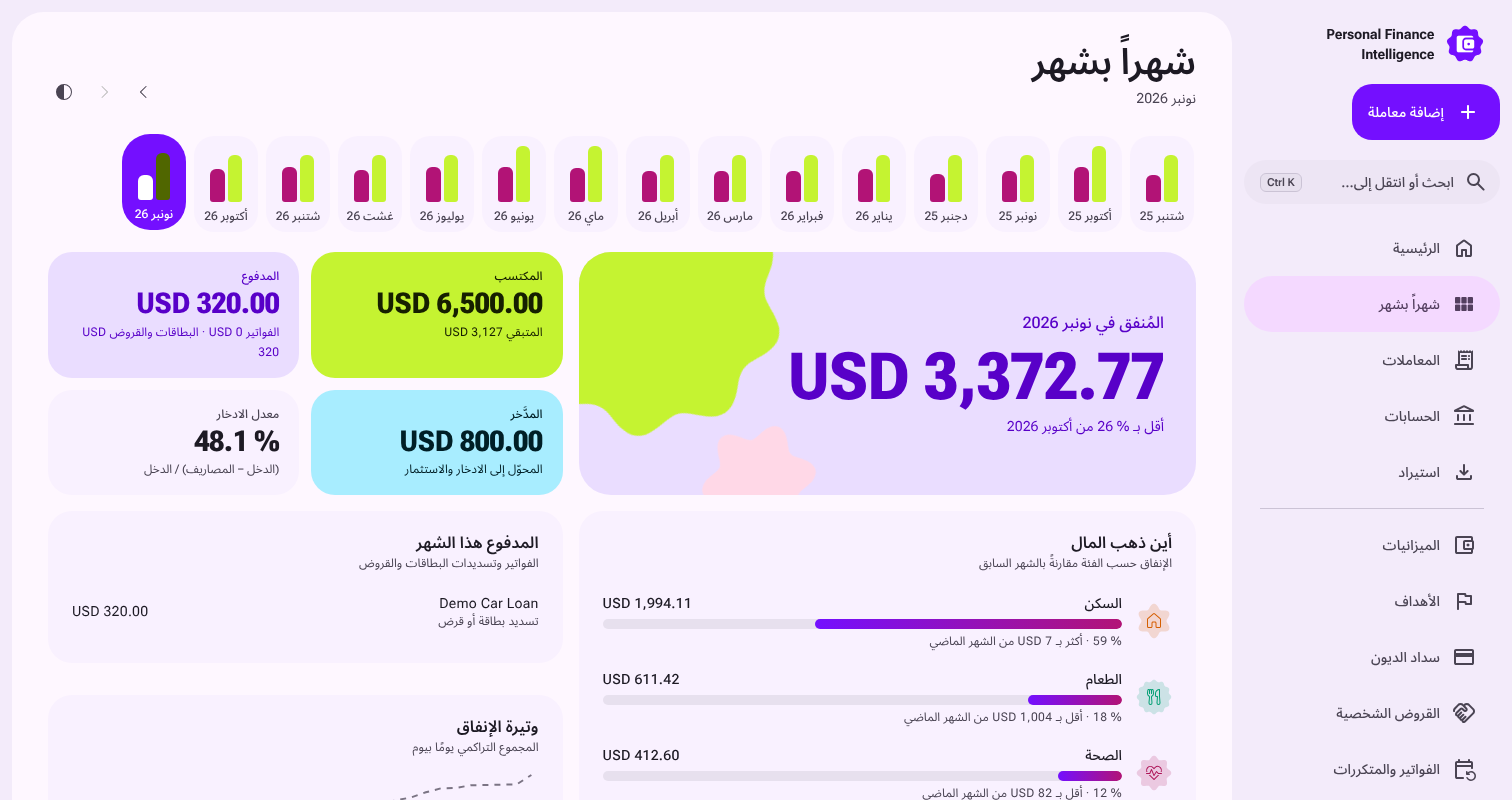 Personal Finance
Intelligence
إضافة معاملة
ابحث أو انتقل إلى...
Ctrl K
الرئيسية
شهراً بشهر
المعاملات
الحسابات
استيراد
الميزانيات
الأهداف
سداد الديون
القروض الشخصية
الفواتير والمتكررات
شهراً بشهر
نونبر 2026
شتنبر 25
أكتوبر 25
نونبر 25
دجنبر 25
يناير 26
فبراير 26
مارس 26
أبريل 26
ماي 26
يونيو 26
يوليوز 26
غشت 26
شتنبر 26
أكتوبر 26
نونبر 26
المُنفق في نونبر 2026
USD 3,372.77
أقل بـ % 26 من أكتوبر 2026
المكتسب
USD 6,500.00
المتبقي USD 3,127
المدفوع
USD 320.00
الفواتير USD 0 · البطاقات والقروض USD
320
المدَّخر
USD 800.00
المحوّل إلى الادخار والاستثمار
معدل الادخار
48.1 %
(الدخل − المصاريف) / الدخل
أين ذهب المال
الإنفاق حسب الفئة مقارنةً بالشهر السابق
السكن
USD 1,994.11
59 % · أكثر بـ USD 7 من الشهر الماضي
الطعام
USD 611.42
18 % · أقل بـ USD 1,004 من الشهر الماضي
الصحة
USD 412.60
12 % · أقل بـ USD 82 من الشهر الماضي
المدفوع هذا الشهر
الفواتير وتسديدات البطاقات والقروض
Demo Car Loan
تسديد بطاقة أو قرض
USD 320.00
وتيرة الإنفاق
المجموع التراكمي يومًا بيوم